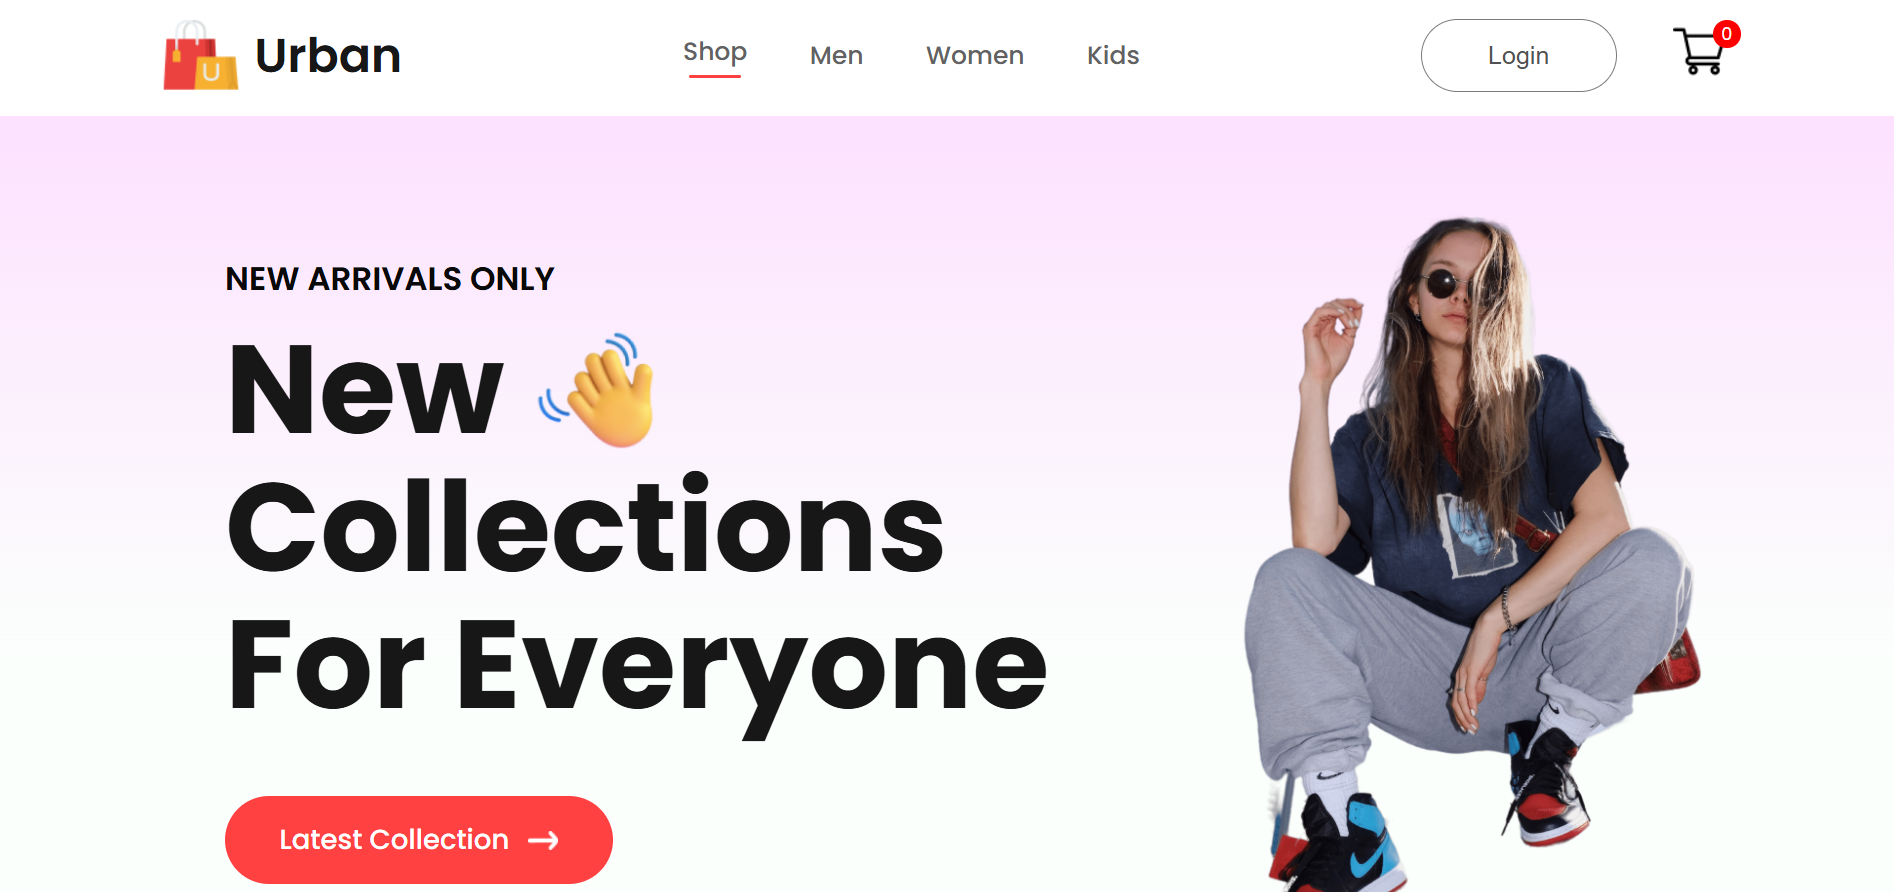 U
Urban
Shop
Men
Women
Kids
Login
0
NEW ARRIVALS ONLY
New
Collections
For Everyone
Latest Collection